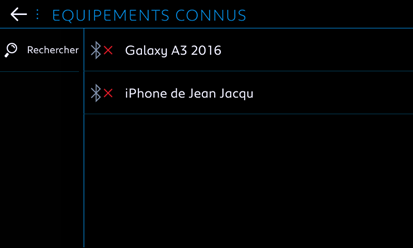 EQUIPEMENTS CONNUS
Rechercher
Galaxy A3 2016
iPhone de Jean Jacqu